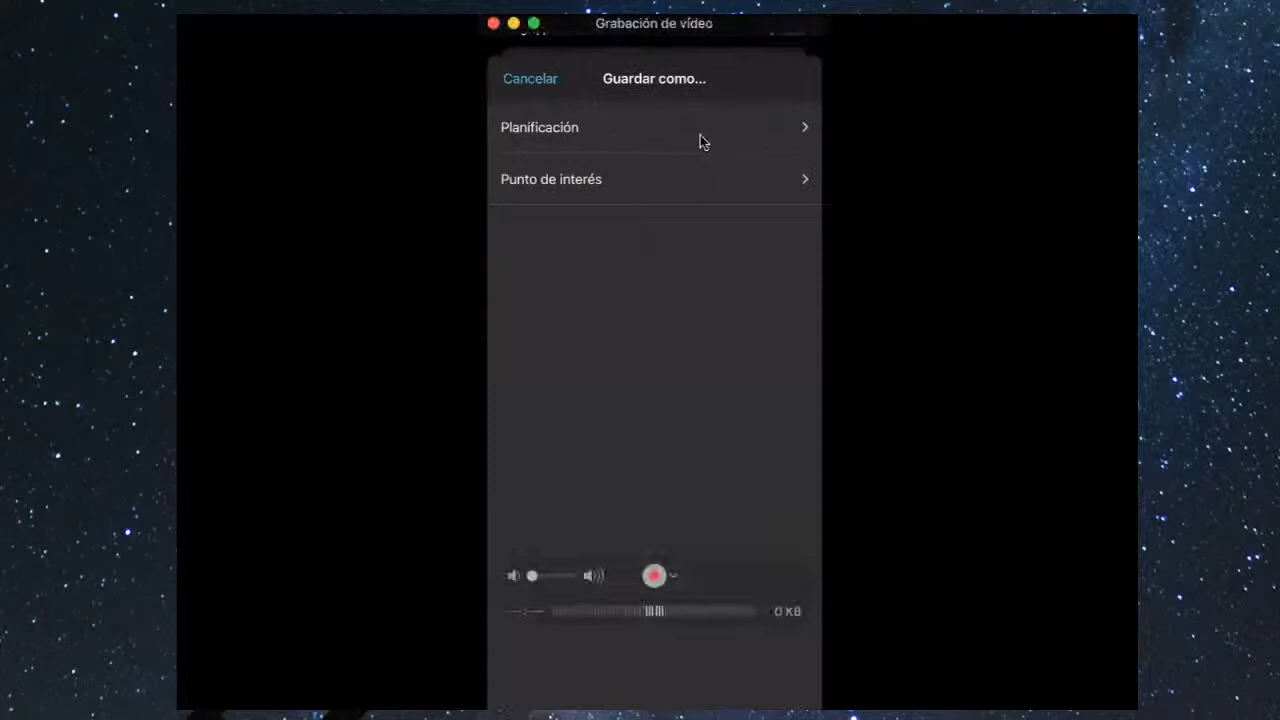 Grabación de vídeo
Cancelar
Guardar como...
Planificación
Punto de interés
0 KB